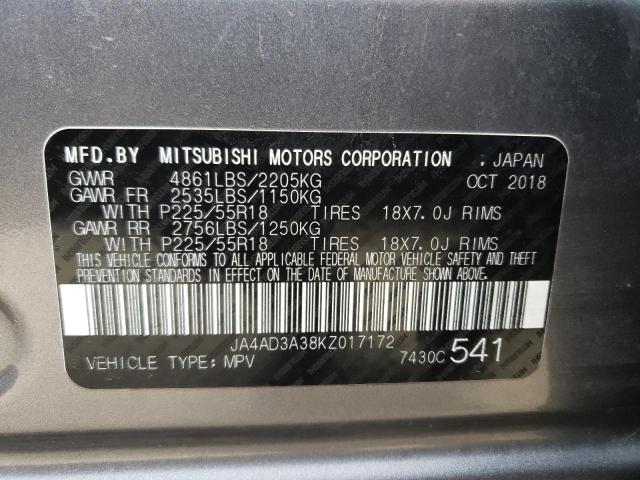 MFD.BY MITSUBISHI MOTORS CORPORATION . JAPAN
GVWR 4861LBS/2205KG OCT 2018
GAWR FR 2535LBS/1150KG
WITH P225/55R18 TIRES 18X7.0J RIMS
GAWR RR 2756LBS/1250KG
WITH P225/55R18 TIRES 18X7.0J RIMS
THIS VEHICLE CONFORMS TO ALL APPLICABLE FEDERAL MOTOR VEHICLE SAFETY AND THEFT
PREVENTION STANDARDS IN EFFECT ON THE DATE OF MANUFACTURE SHOWN ABOVE.
JA4AD3A38KZ017172
VEHICLE TYPE: MPV 7430C 541